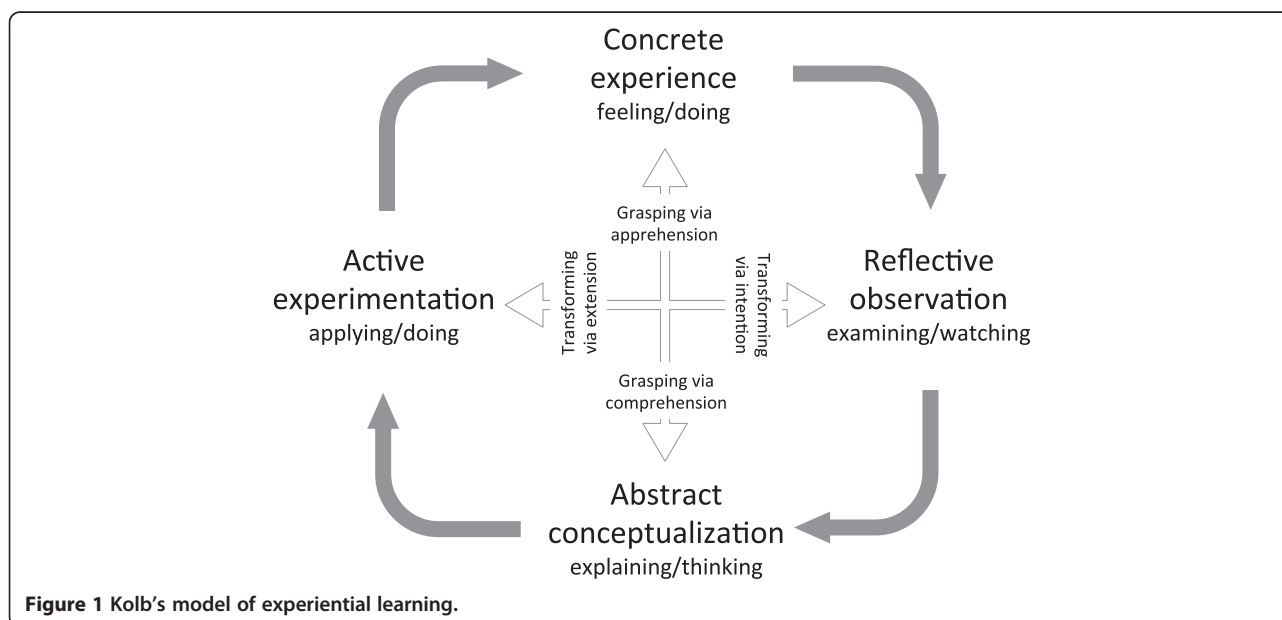 Concrete
experience
feeling/doing
Grasping via
apprehension
Active
experimentation
applying/doing
Transforming
via extension
Transforming
via intention
Reflective
observation
examining/watching
Grasping via
comprehension
Abstract
conceptualization
explaining/thinking
Figure 1 Kolb’s model of experiential learning.